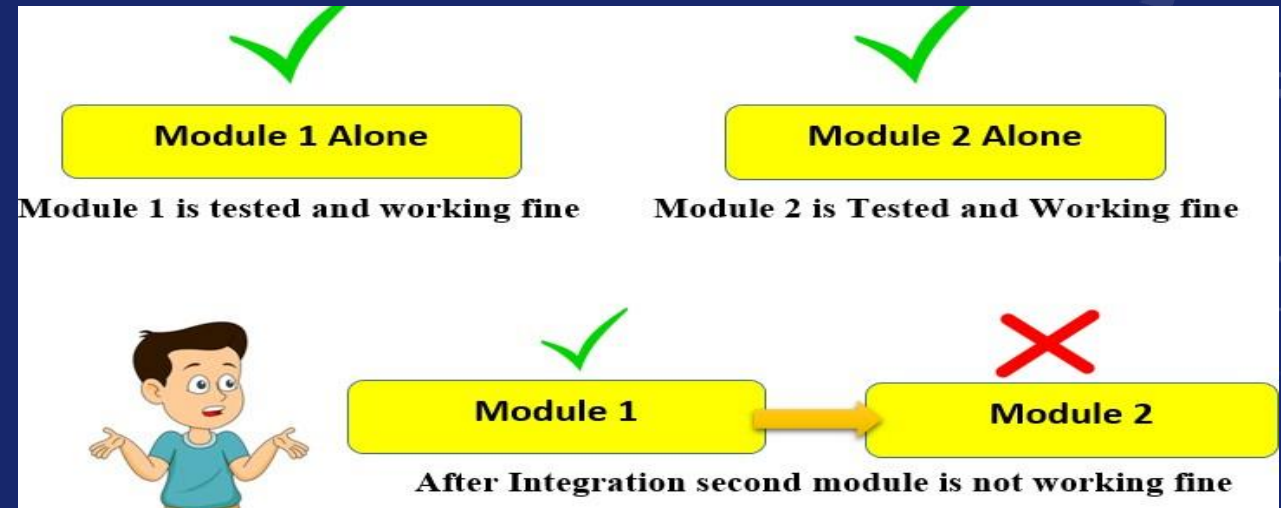 Module 1 Alone
Module 2 Alone
Module 1 is tested and working fine
Module 2 is Tested and Working fine
Module 1
Module 2
After Integration second module is not working fine